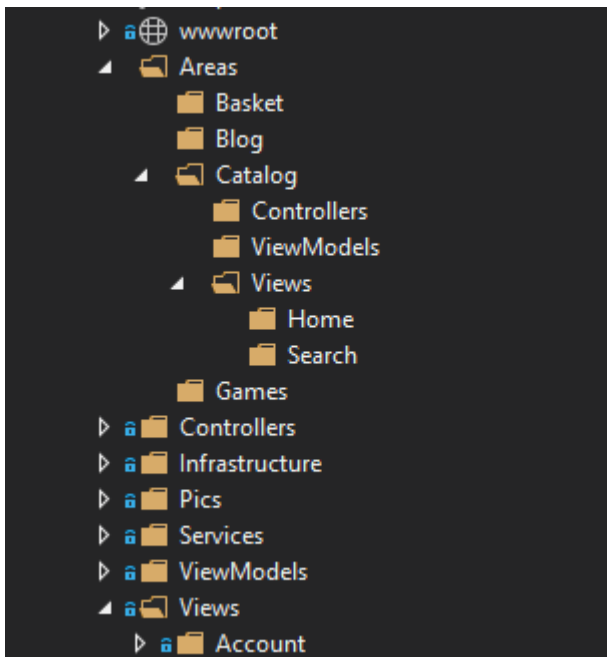 wwwroot
Areas
Basket
Blog
Catalog
Controllers
ViewModels
Views
Home
Search
Games
Controllers
Infrastructure
Pics
Services
ViewModels
Views
Account